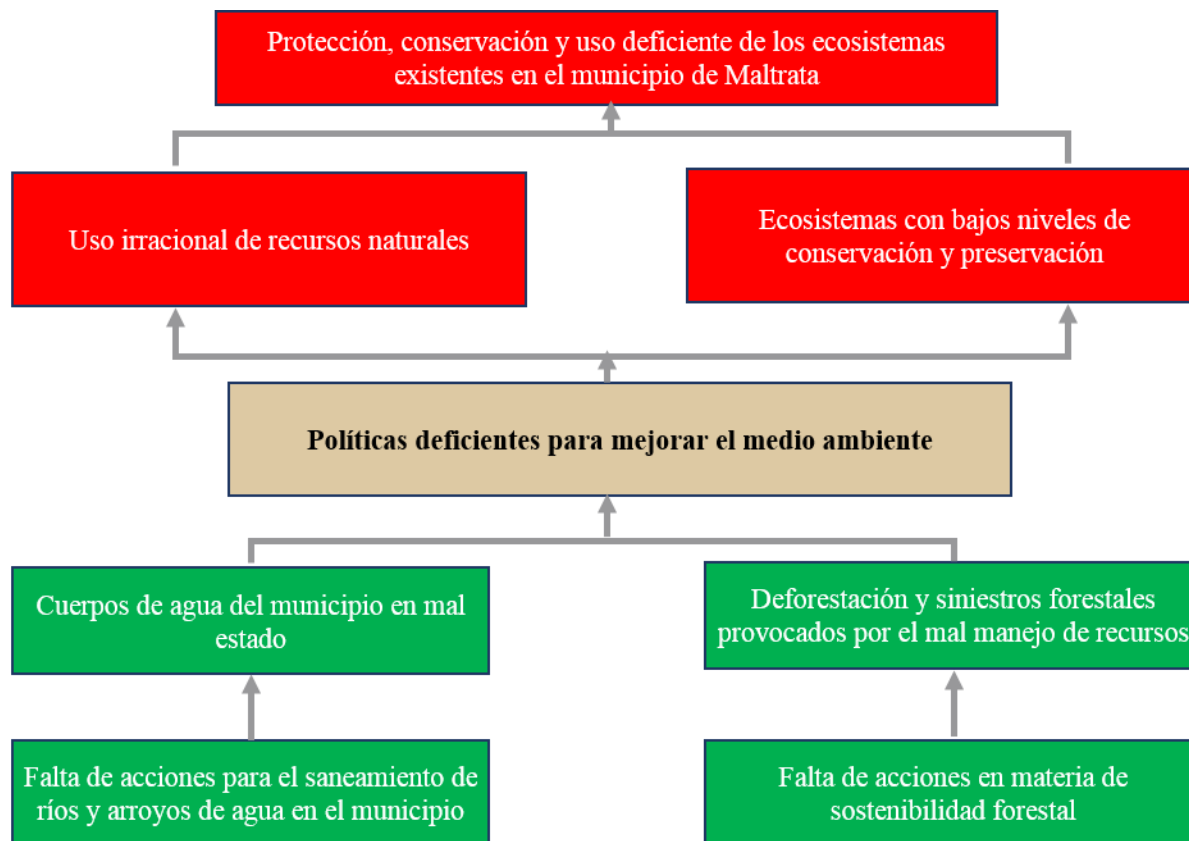 Protección, conservación y uso deficiente de los ecosistemas
existentes en el municipio de Maltrata
Uso irracional de recursos naturales
Ecosistemas con bajos niveles de
conservación y preservación
Políticas deficientes para mejorar el medio ambiente
Cuerpos de agua del municipio en mal
estado
Deforestación y siniestros forestales
provocados por el mal manejo de recursos
Falta de acciones para el saneamiento de
ríos y arroyos de agua en el municipio
Falta de acciones en materia de
sostenibilidad forestal